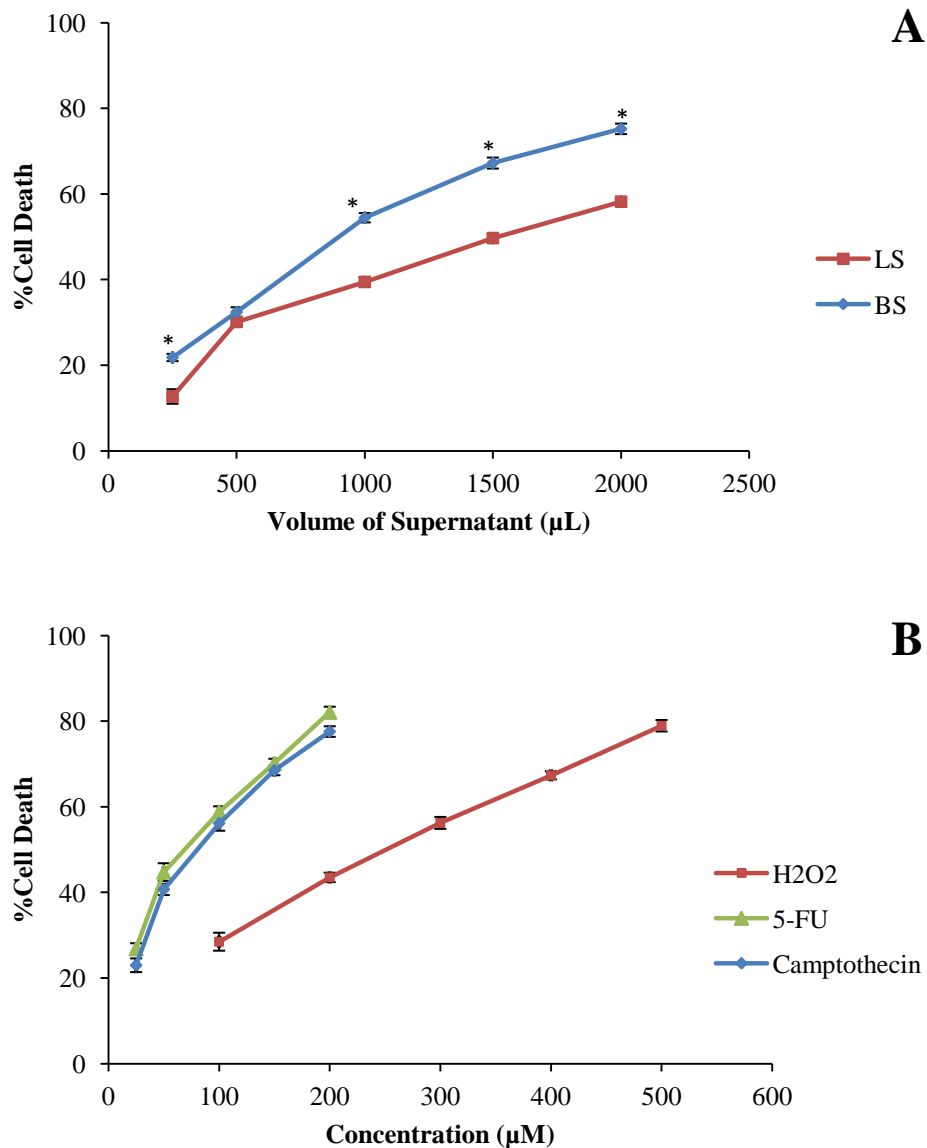 A
100
80
60
40
20
0
%Cell Death
*
*
*
*
LS
BS
0 500 1000 1500 2000 2500
Volume of Supernatant (µL)
B
100
80
60
40
20
0
%Cell Death
H2O2
5-FU
Camptothecin
0 100 200 300 400 500 600
Concentration (µM)